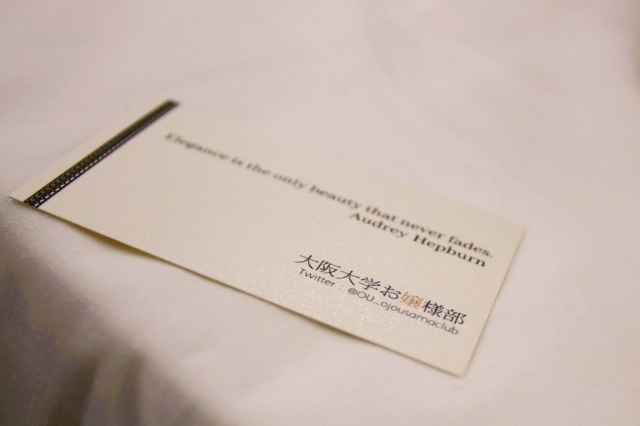 Elegance is the only beauty that never fades.
Audrey Hepburn
大阪大学お嬢様部
Twitter : @OU_ojousamaclub